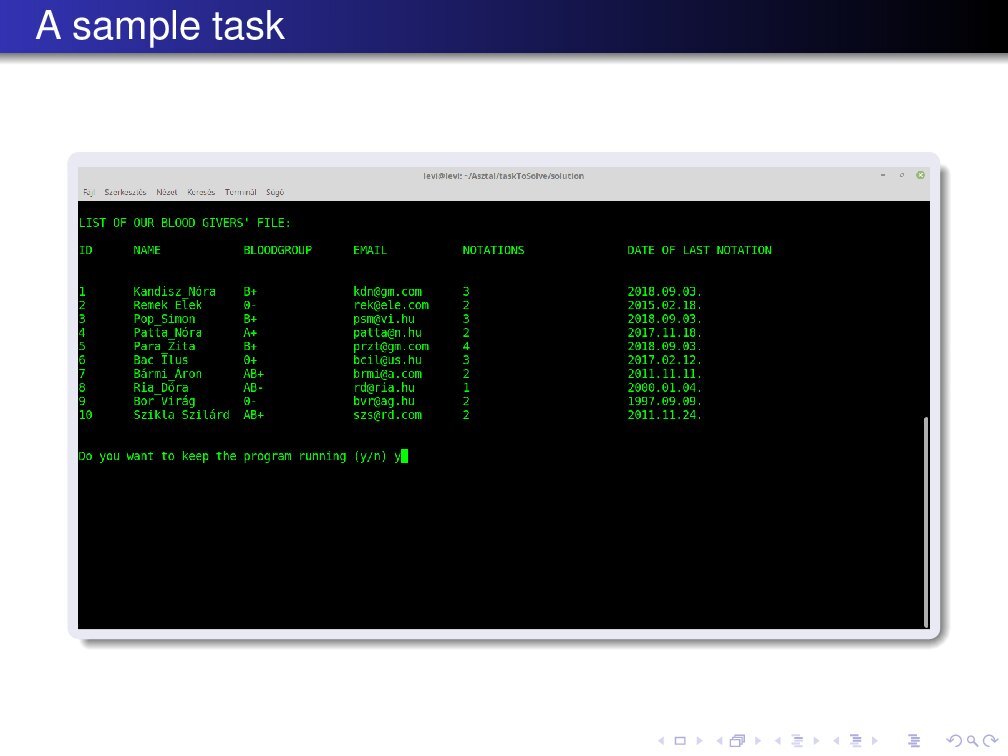 A sample task
levi@levi: ~/Asztal/taskToSolve/solution
Fájl Szerkesztés Nézet Keresés Terminál Súgó
LIST OF OUR BLOOD GIVERS' FILE:
ID NAME BLOODGROUP EMAIL NOTATIONS DATE OF LAST NOTATION
1 Kandisz_Nóra B+ kdn@gm.com 3 2018.09.03.
2 Remek_Elek 0- rek@ele.com 2 2015.02.18.
3 Pop_Simon B+ psm@vi.hu 3 2018.09.03.
4 Patta_Nóra A+ patta@n.hu 2 2017.11.18.
5 Para_Zita B+ przt@gm.com 4 2018.09.03.
6 Bac_Ilus 0+ bcil@us.hu 3 2017.02.12.
7 Bármi_Áron AB+ brmi@a.com 2 2011.11.11.
8 Ria_Dóra AB- rd@ria.hu 1 2000.01.04.
9 Bor_Virág 0- bvr@ag.hu 2 1997.09.09.
10 Szikla_Szilárd AB+ szs@rd.com 2 2011.11.24.
Do you want to keep the program running (y/n) y